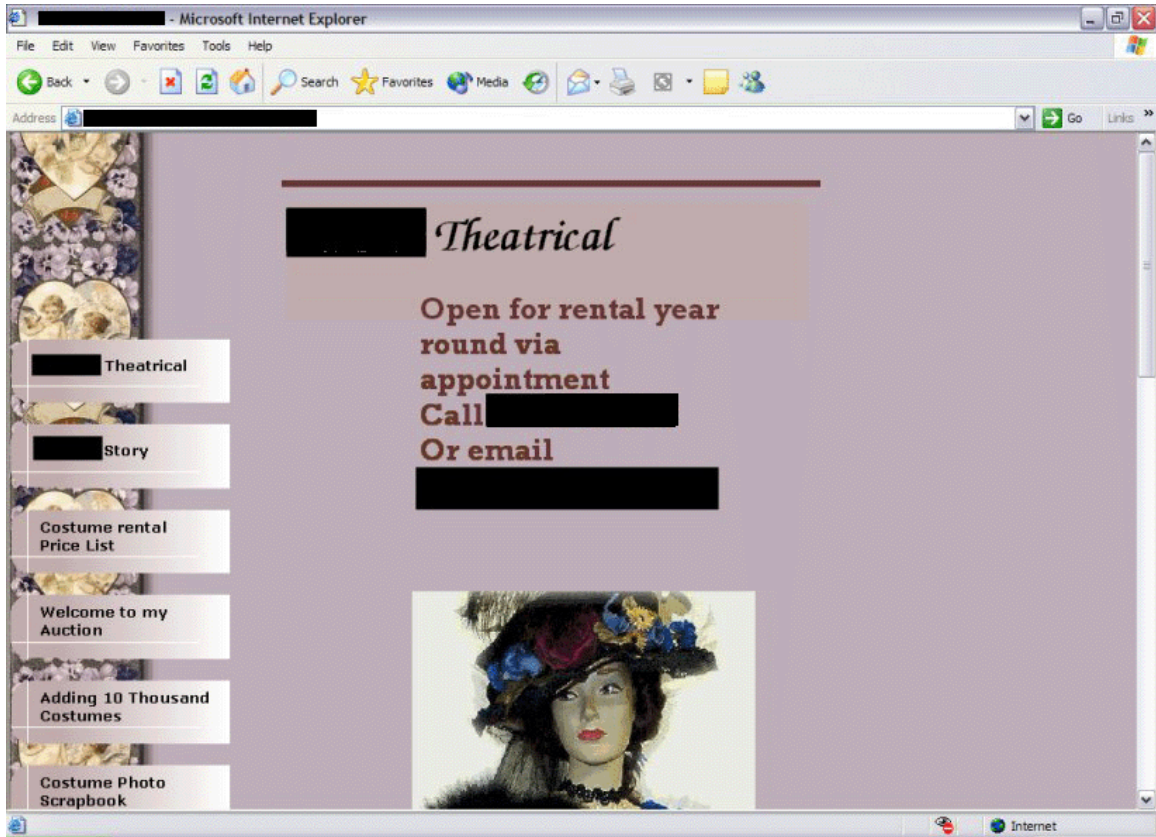 - Microsoft Internet Explorer
File Edit View Favorites Tools Help
Back Search Favorites Media
Address Go Links »
Theatrical
Open for rental year
round via
appointment
Call
Or email
Theatrical
Story
Costume rental
Price List
Welcome to my
Auction
Adding 10 Thousand
Costumes
Costume Photo
Scrapbook
Internet